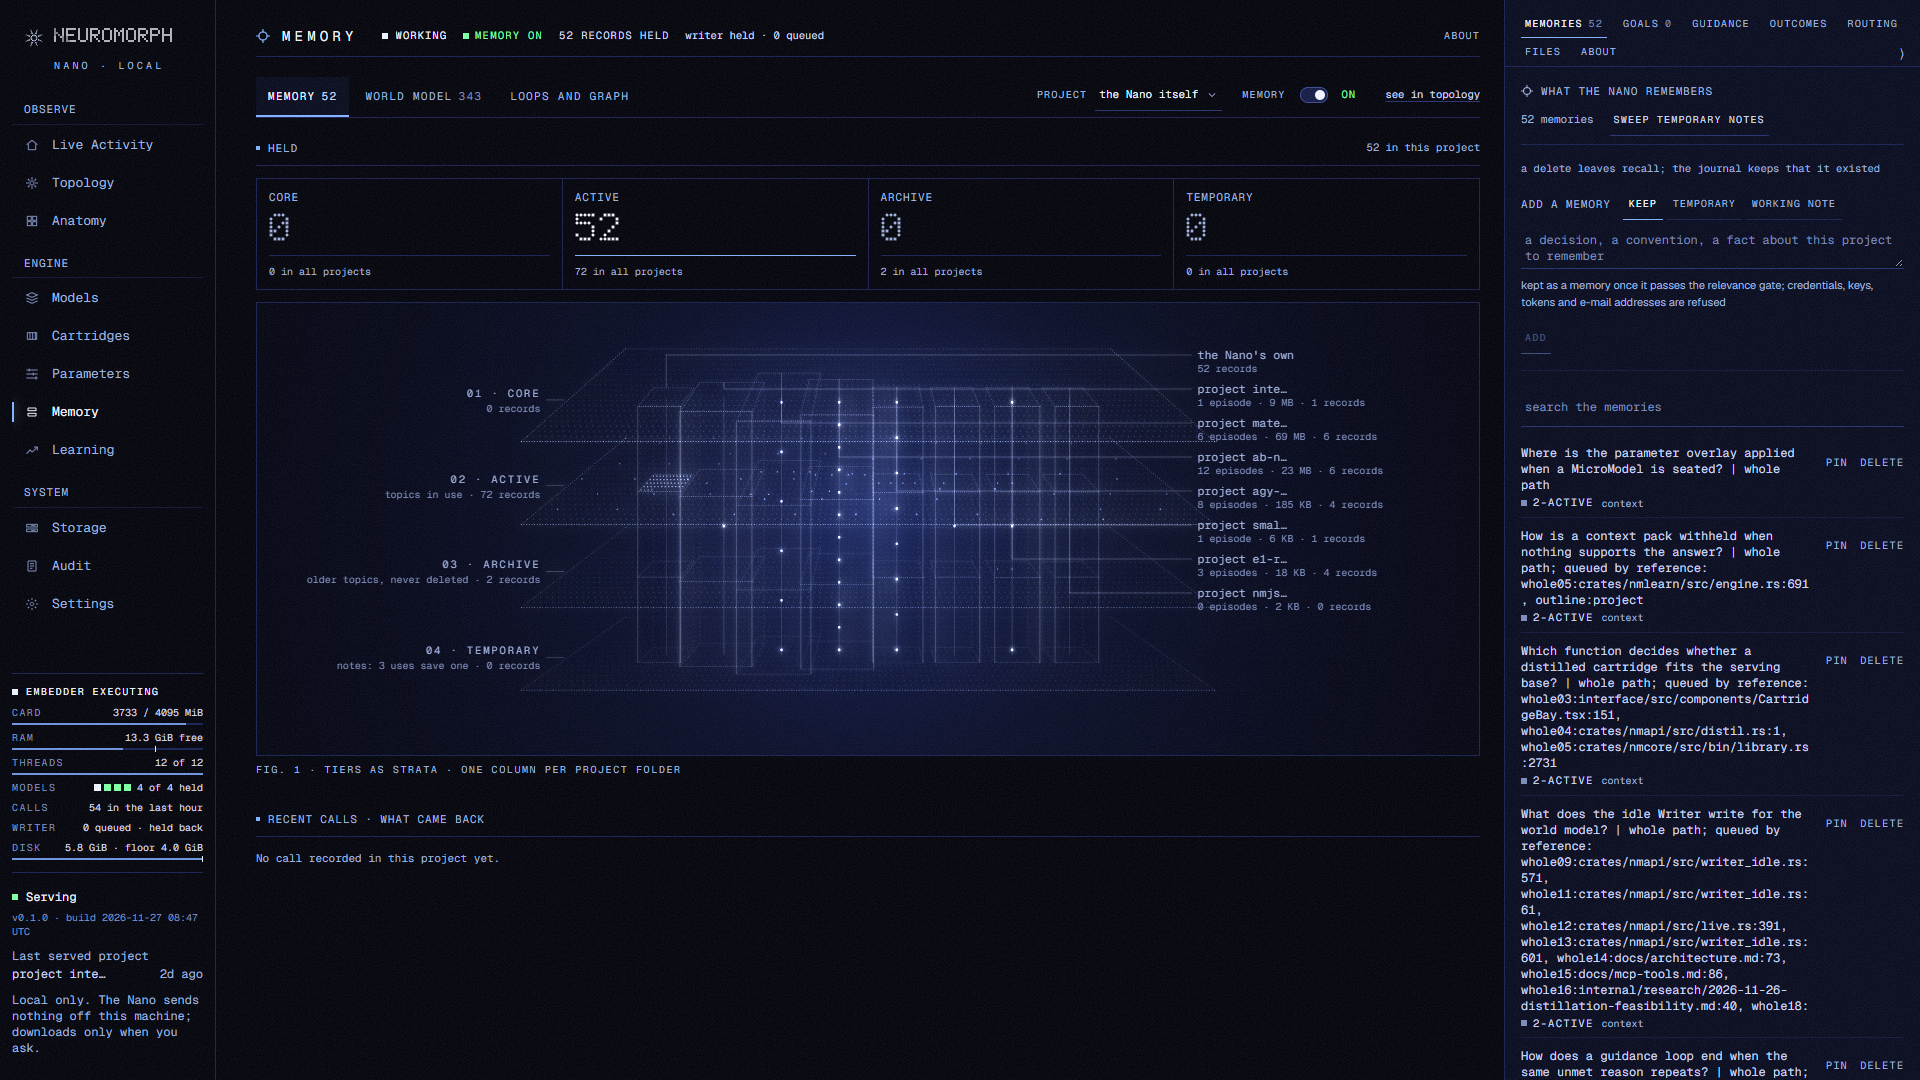 NEUROMORPH
NANO · LOCAL
OBSERVE
Live Activity
Topology
Anatomy
ENGINE
Models
Cartridges
Parameters
Memory
Learning
SYSTEM
Storage
Audit
Settings
EMBEDDER EXECUTING
CARD 3733 / 4095 MiB
RAM 13.3 GiB free
THREADS 12 of 12
MODELS 4 of 4 held
CALLS 54 in the last hour
WRITER 0 queued · held back
DISK 5.8 GiB · floor 4.0 GiB
Serving
v0.1.0 · build 2026-11-27 08:47
UTC
Last served project
project inte… 2d ago
Local only. The Nano sends
nothing off this machine;
downloads only when you
ask.
MEMORY WORKING MEMORY ON 52 RECORDS HELD writer held · 0 queued ABOUT
MEMORY 52 WORLD MODEL 343 LOOPS AND GRAPH PROJECT the Nano itself MEMORY ON see in topology
HELD 52 in this project
CORE
0
0 in all projects
ACTIVE
52
72 in all projects
ARCHIVE
0
2 in all projects
TEMPORARY
0
0 in all projects
01 · CORE
0 records
02 · ACTIVE
topics in use · 72 records
03 · ARCHIVE
older topics, never deleted · 2 records
04 · TEMPORARY
notes: 3 uses save one · 0 records
the Nano's own
52 records
project inte…
1 episode · 9 MB · 1 records
project mate…
6 episodes · 69 MB · 6 records
project ab-n…
12 episodes · 23 MB · 6 records
project agy-…
8 episodes · 185 KB · 4 records
project smal…
1 episode · 6 KB · 1 records
project e1-r…
3 episodes · 18 KB · 4 records
project nmjs…
0 episodes · 2 KB · 0 records
FIG. 1 · TIERS AS STRATA · ONE COLUMN PER PROJECT FOLDER
RECENT CALLS · WHAT CAME BACK
No call recorded in this project yet.
MEMORIES 52 GOALS 0 GUIDANCE OUTCOMES ROUTING
FILES ABOUT
WHAT THE NANO REMEMBERS
52 memories SWEEP TEMPORARY NOTES
a delete leaves recall; the journal keeps that it existed
ADD A MEMORY KEEP TEMPORARY WORKING NOTE
a decision, a convention, a fact about this project
to remember
kept as a memory once it passes the relevance gate; credentials, keys,
tokens and e-mail addresses are refused
ADD
search the memories
Where is the parameter overlay applied
when a MicroModel is seated? | whole
path
PIN DELETE
2-ACTIVE context
How is a context pack withheld when
nothing supports the answer? | whole
path; queued by reference:
whole05:crates/nmlearn/src/engine.rs:691
, outline:project
PIN DELETE
2-ACTIVE context
Which function decides whether a
distilled cartridge fits the serving
base? | whole path; queued by reference:
whole03:interface/src/components/Cartrid
geBay.tsx:151,
whole04:crates/nmapi/src/distil.rs:1,
whole05:crates/nmcore/src/bin/library.rs
:2731
PIN DELETE
2-ACTIVE context
What does the idle Writer write for the
world model? | whole path; queued by
reference:
whole09:crates/nmapi/src/writer_idle.rs:
571,
whole11:crates/nmapi/src/writer_idle.rs:
61,
whole12:crates/nmapi/src/live.rs:391,
whole13:crates/nmapi/src/writer_idle.rs:
601, whole14:docs/architecture.md:73,
whole15:docs/mcp-tools.md:86,
whole16:internal/research/2026-11-26-
distillation-feasibility.md:40, whole18:
PIN DELETE
2-ACTIVE context
How does a guidance loop end when the
same unmet reason repeats? | whole path;
PIN DELETE